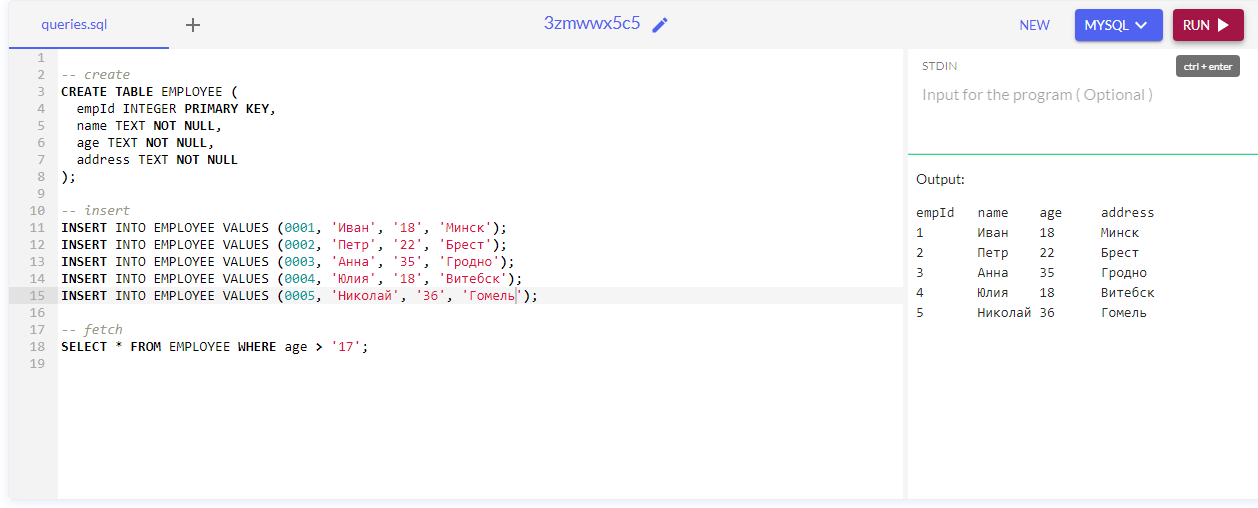 queries.sql
+
3zmwwx5c5
NEW
MYSQL
RUN
ctrl + enter
STDIN
Input for the program ( Optional )
1
2 -- create
3 CREATE TABLE EMPLOYEE (
4   empId INTEGER PRIMARY KEY,
5   name TEXT NOT NULL,
6   age TEXT NOT NULL,
7   address TEXT NOT NULL
8 );
9
10 -- insert
11 INSERT INTO EMPLOYEE VALUES (0001, 'Иван', '18', 'Минск');
12 INSERT INTO EMPLOYEE VALUES (0002, 'Петр', '22', 'Брест');
13 INSERT INTO EMPLOYEE VALUES (0003, 'Анна', '35', 'Гродно');
14 INSERT INTO EMPLOYEE VALUES (0004, 'Юлия', '18', 'Витебск');
15 INSERT INTO EMPLOYEE VALUES (0005, 'Николай', '36', 'Гомель');
16
17 -- fetch
18 SELECT * FROM EMPLOYEE WHERE age > '17';
19
Output:
empId name age address
1 Иван 18 Минск
2 Петр 22 Брест
3 Анна 35 Гродно
4 Юлия 18 Витебск
5 Николай 36 Гомель